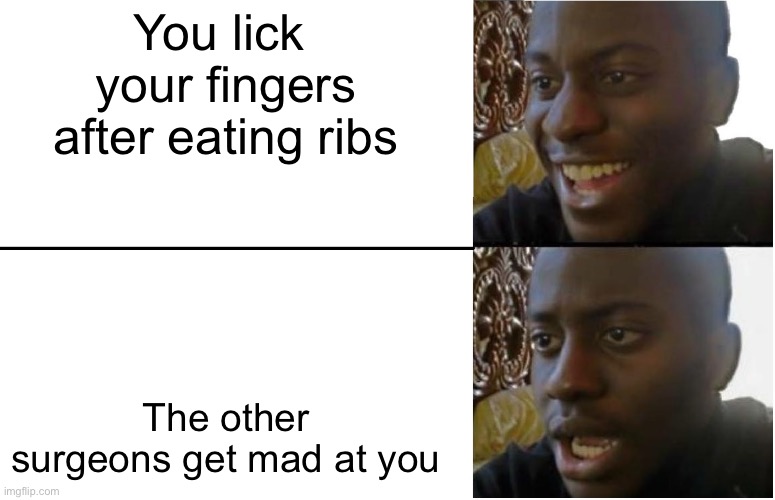 You lick
your fingers
after eating ribs
The other
surgeons get mad at you
imgflip.com